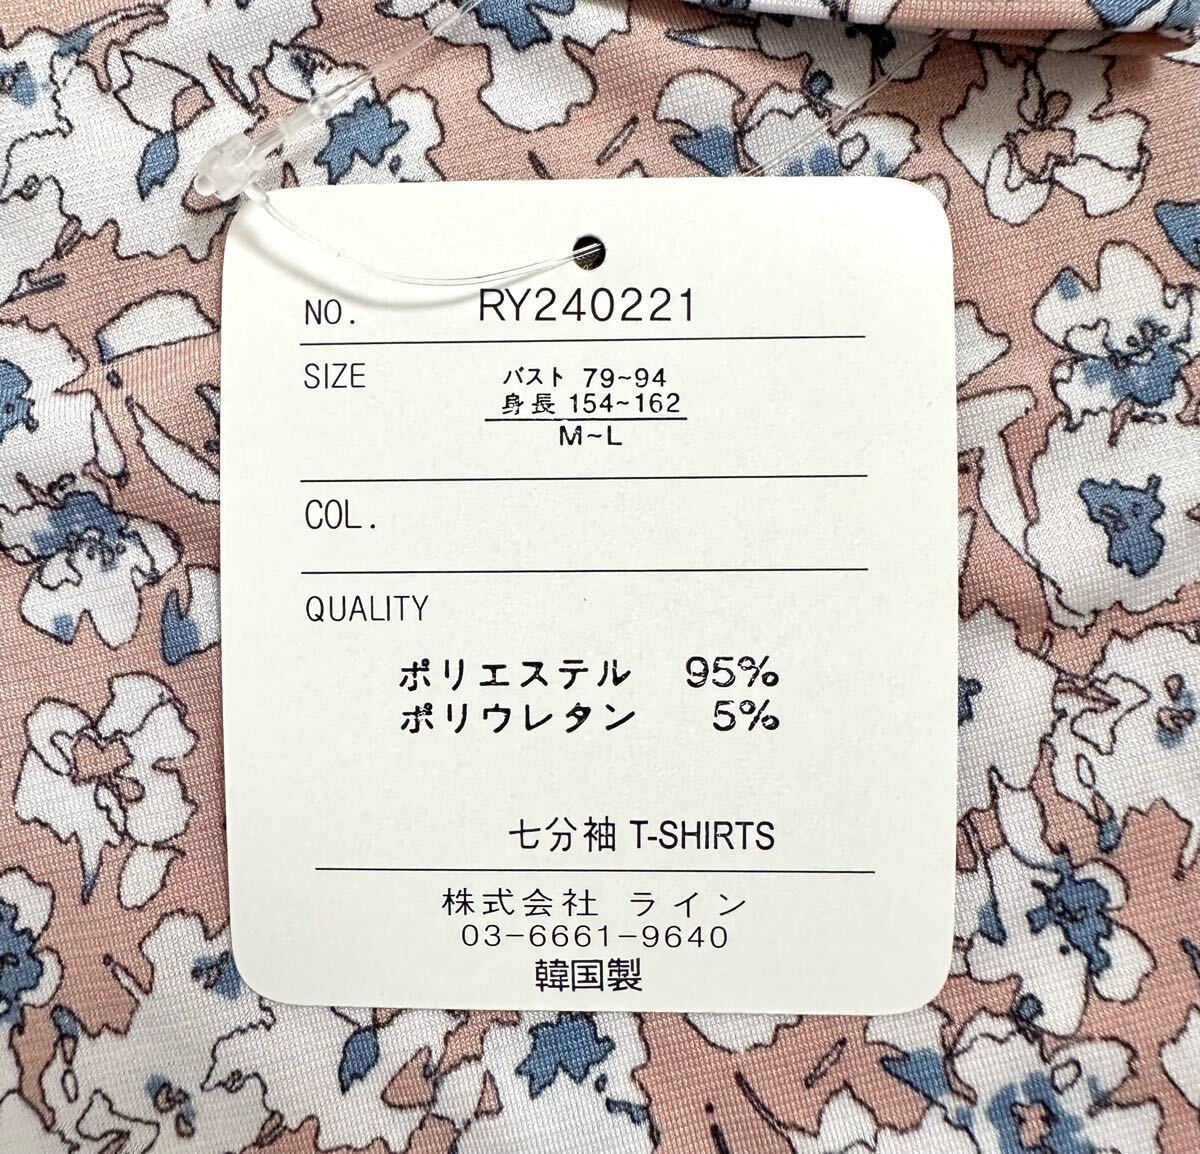 NO. RY240221
SIZE バスト 79~94
身長 154~162
M~L
COL.
QUALITY
ポリエステル 95%
ポリウレタン 5%
七分袖 T-SHIRTS
株式会社 ライン
03-6661-9640
韓国製